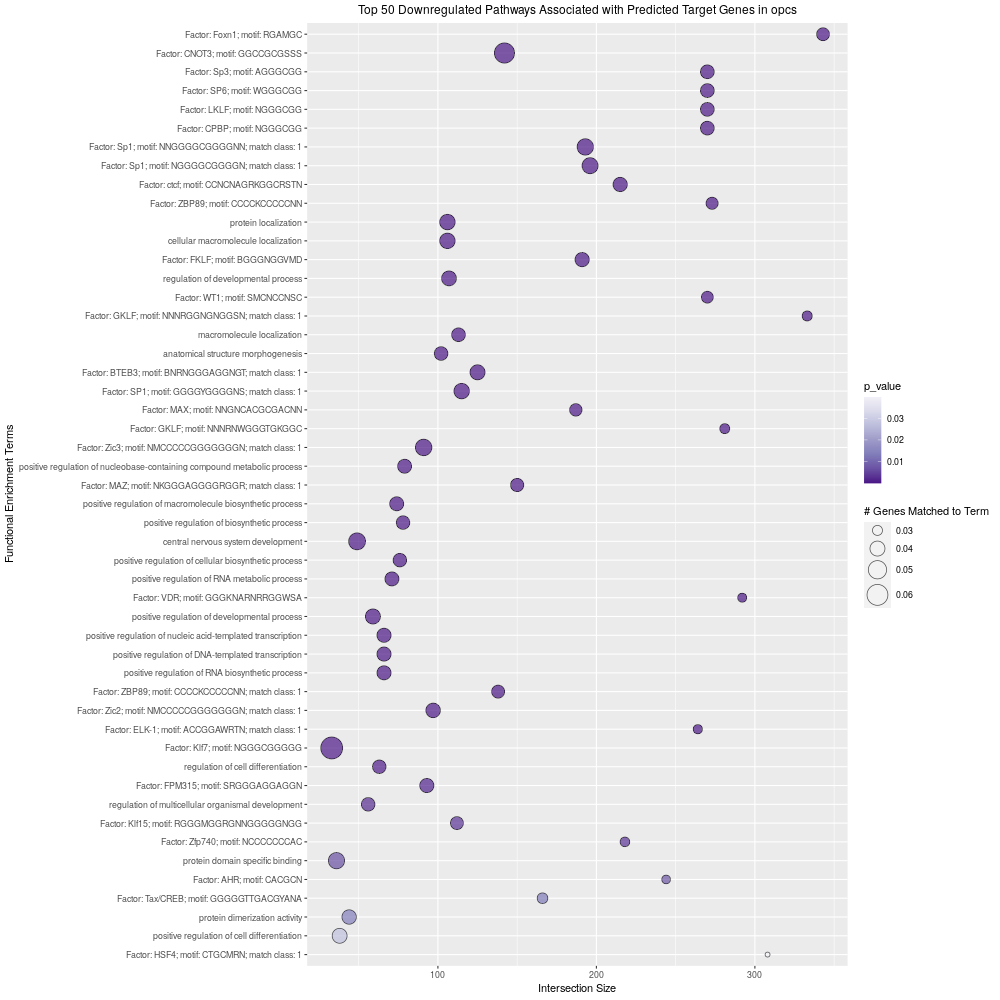 Top 50 Downregulated Pathways Associated with Predicted Target Genes in opcs
Functional Enrichment Terms
Factor: Foxn1; motif: RGAMGC
Factor: CNOT3; motif: GGCCGCGSSS
Factor: Sp3; motif: AGGGCGG
Factor: SP6; motif: WGGGCGG
Factor: LKLF; motif: NGGGCGG
Factor: CPBP; motif: NGGGCGG
Factor: Sp1; motif: NNGGGGCGGGGNN; match class: 1
Factor: Sp1; motif: NGGGGCGGGGN; match class: 1
Factor: ctcf; motif: CCNCNAGRKGGCRSTN
Factor: ZBP89; motif: CCCCKCCCCCNN
protein localization
cellular macromolecule localization
Factor: FKLF; motif: BGGGNGGVMD
regulation of developmental process
Factor: WT1; motif: SMCNCCNSC
Factor: GKLF; motif: NNNRGGNGNGGSN; match class: 1
macromolecule localization
anatomical structure morphogenesis
Factor: BTEB3; motif: BNRNGGGAGGNGT; match class: 1
Factor: SP1; motif: GGGGYGGGGNS; match class: 1
Factor: MAX; motif: NNGNCACGCGACNN
Factor: GKLF; motif: NNNRNWGGGTGKGGC
Factor: Zic3; motif: NMCCCCCGGGGGGGN; match class: 1
positive regulation of nucleobase-containing compound metabolic process
Factor: MAZ; motif: NKGGGAGGGGRGGR; match class: 1
positive regulation of macromolecule biosynthetic process
positive regulation of biosynthetic process
central nervous system development
positive regulation of cellular biosynthetic process
positive regulation of RNA metabolic process
Factor: VDR; motif: GGGKNARNRRGGWSA
positive regulation of developmental process
positive regulation of nucleic acid-templated transcription
positive regulation of DNA-templated transcription
positive regulation of RNA biosynthetic process
Factor: ZBP89; motif: CCCCKCCCCCNN; match class: 1
Factor: Zic2; motif: NMCCCCCGGGGGGGN; match class: 1
Factor: ELK-1; motif: ACCGGAWRTN; match class: 1
Factor: Klf7; motif: NGGGCGGGGG
regulation of cell differentiation
Factor: FPM315; motif: SRGGGAGGAGGN
regulation of multicellular organismal development
Factor: Klf15; motif: RGGGMGGRGNNGGGGGNGG
Factor: Zfp740; motif: NCCCCCCCAC
protein domain specific binding
Factor: AHR; motif: CACGCN
Factor: Tax/CREB; motif: GGGGGTTGACGYANA
protein dimerization activity
positive regulation of cell differentiation
Factor: HSF4; motif: CTGCMRN; match class: 1
100
200
300
Intersection Size
p_value
0.03
0.02
0.01
# Genes Matched to Term
0.03
0.04
0.05
0.06